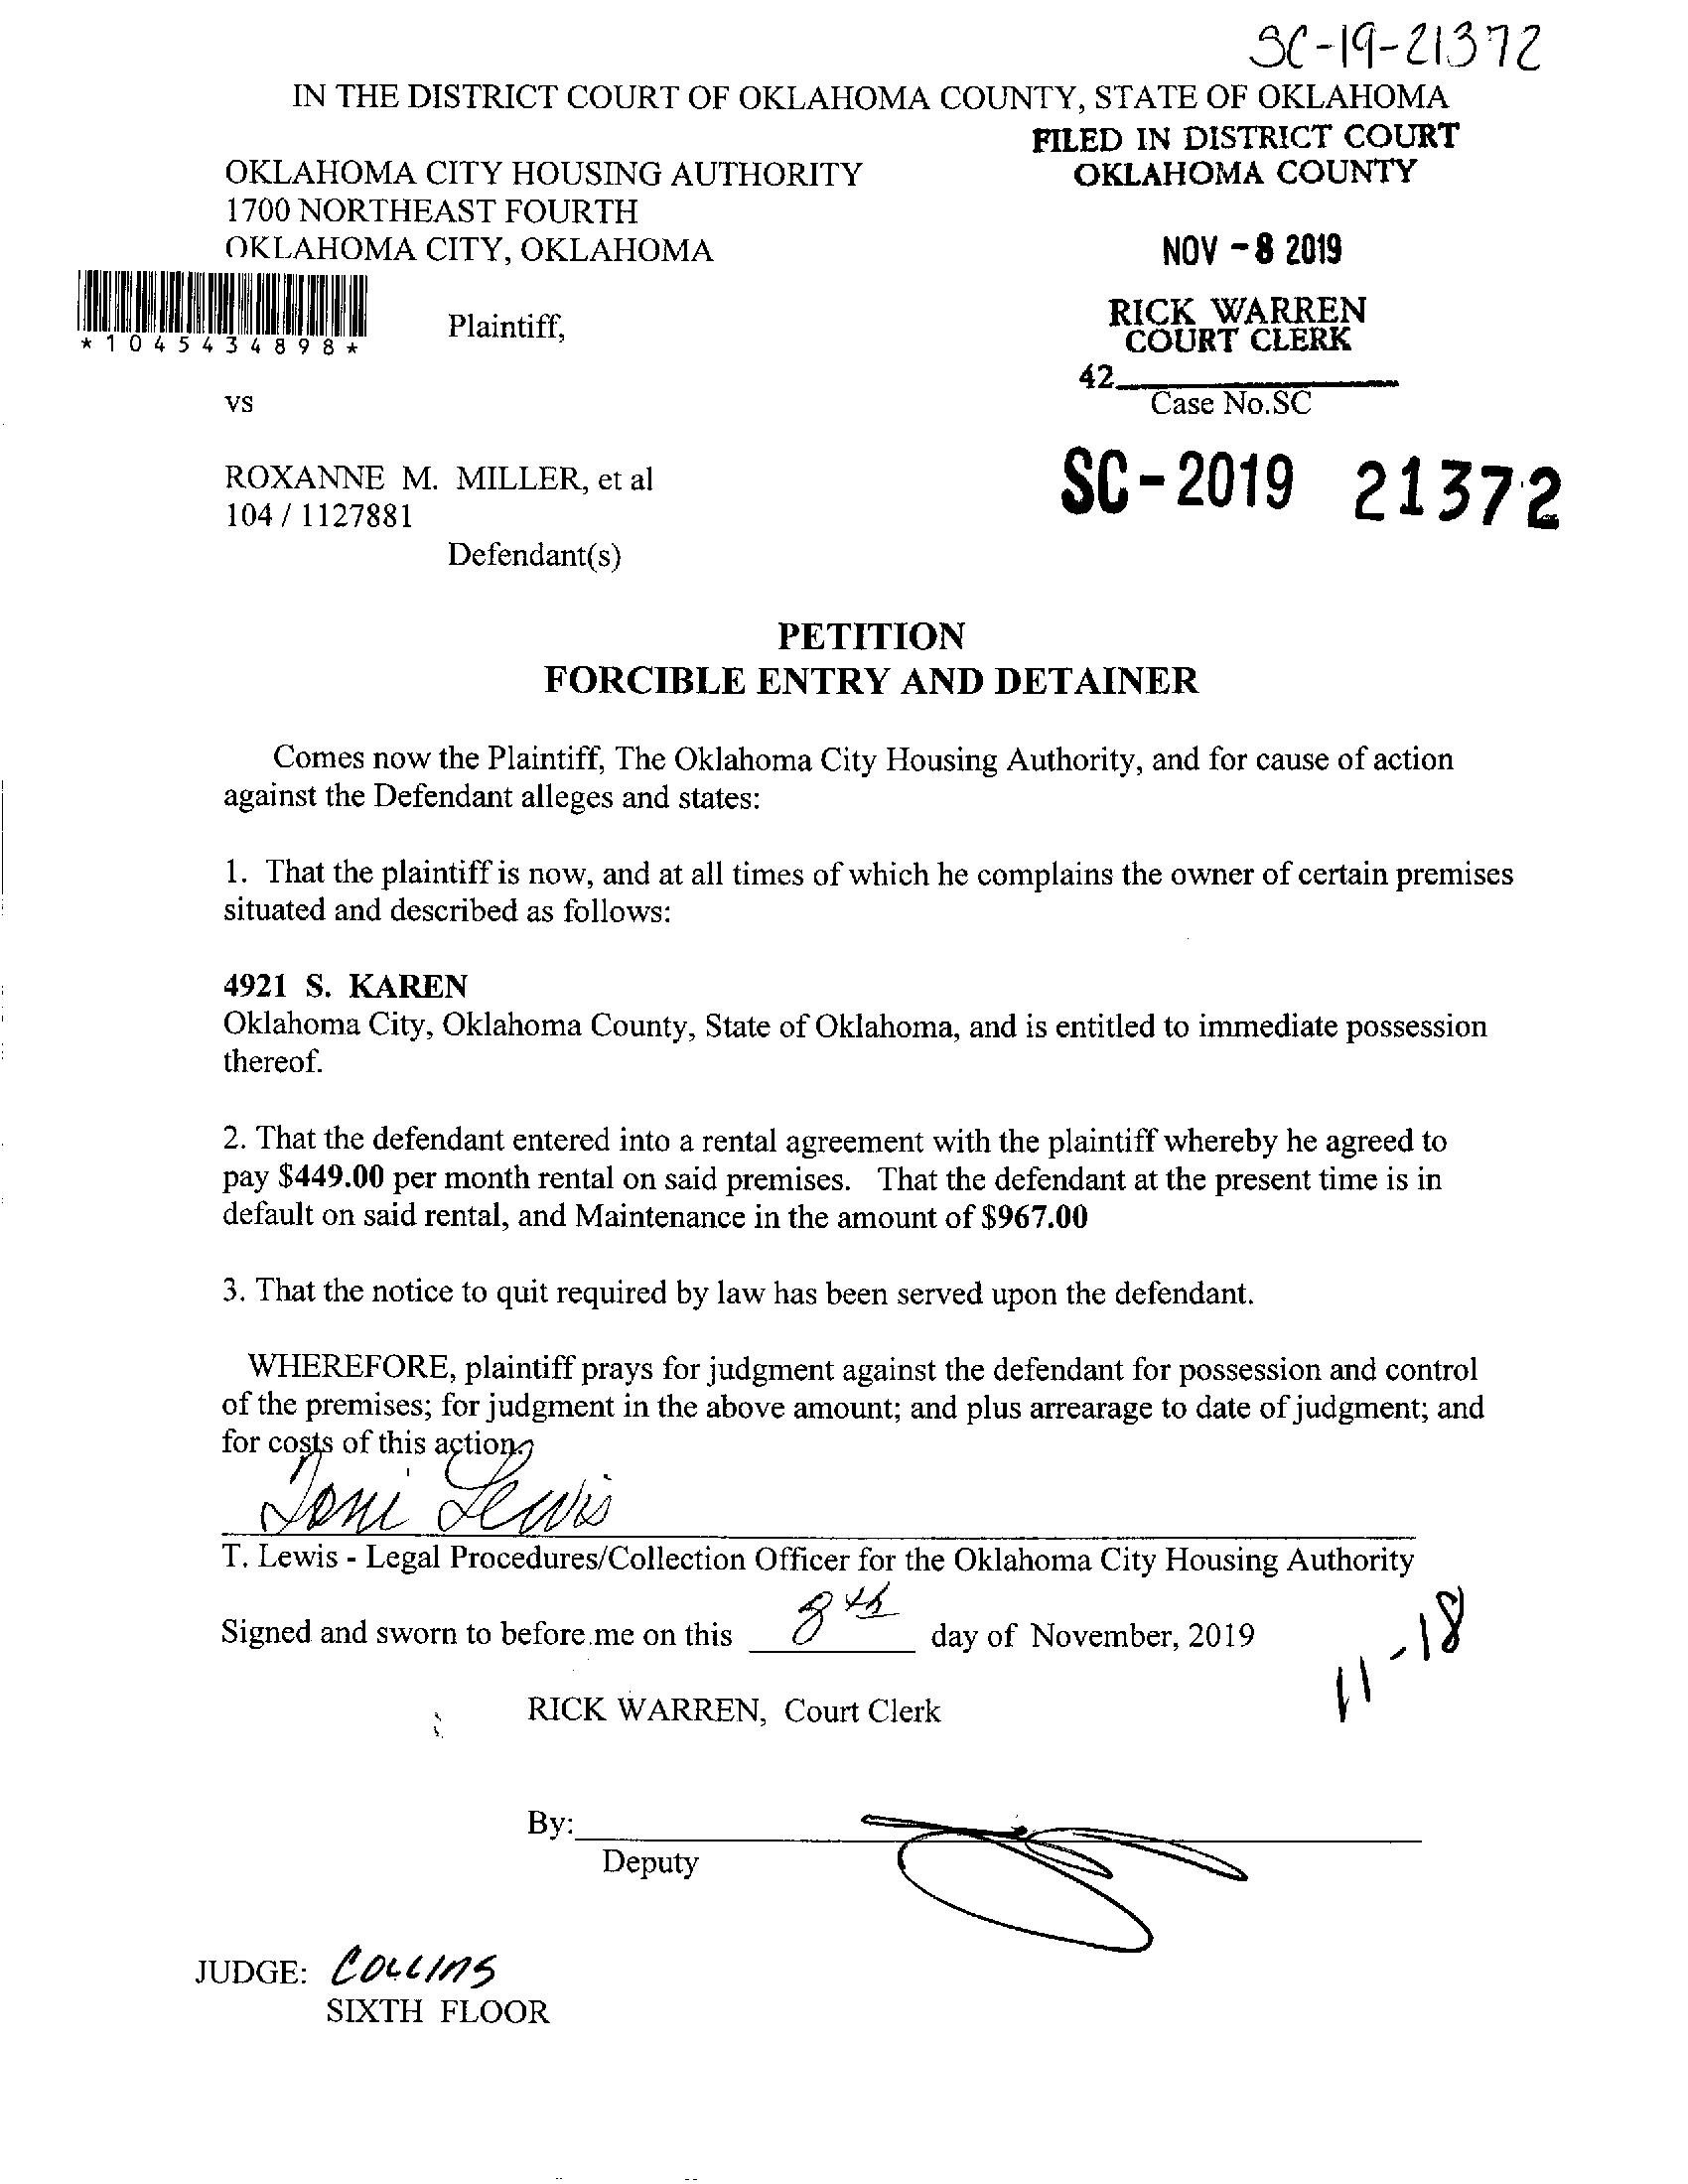 SC-19-21372
IN THE DISTRICT COURT OF OKLAHOMA COUNTY, STATE OF OKLAHOMA
FILED IN DISTRICT COURT
OKLAHOMA COUNTY
OKLAHOMA CITY HOUSING AUTHORITY
1700 NORTHEAST FOURTH
OKLAHOMA CITY, OKLAHOMA
NOV - 8 2019
RICK WARREN
COURT CLERK
*1045434898*
Plaintiff,
42
vs
Case No.SC
SC - 2019 21372
ROXANNE M. MILLER, et al
104 / 1127881
Defendant(s)
PETITION
FORCIBLE ENTRY AND DETAINER
Comes now the Plaintiff, The Oklahoma City Housing Authority, and for cause of action
against the Defendant alleges and states:
1. That the plaintiff is now, and at all times of which he complains the owner of certain premises
situated and described as follows:
4921 S. KAREN
Oklahoma City, Oklahoma County, State of Oklahoma, and is entitled to immediate possession
thereof.
2. That the defendant entered into a rental agreement with the plaintiff whereby he agreed to
pay $449.00 per month rental on said premises. That the defendant at the present time is in
default on said rental, and Maintenance in the amount of $967.00
3. That the notice to quit required by law has been served upon the defendant.
WHEREFORE, plaintiff prays for judgment against the defendant for possession and control
of the premises; for judgment in the above amount; and plus arrearage to date of judgment; and
for costs of this action.
Toni Lewis
T. Lewis - Legal Procedures/Collection Officer for the Oklahoma City Housing Authority
Signed and sworn to before me on this 8th day of November, 2019
11-18
RICK WARREN, Court Clerk
By:
Deputy
JUDGE: COLLINS
SIXTH FLOOR